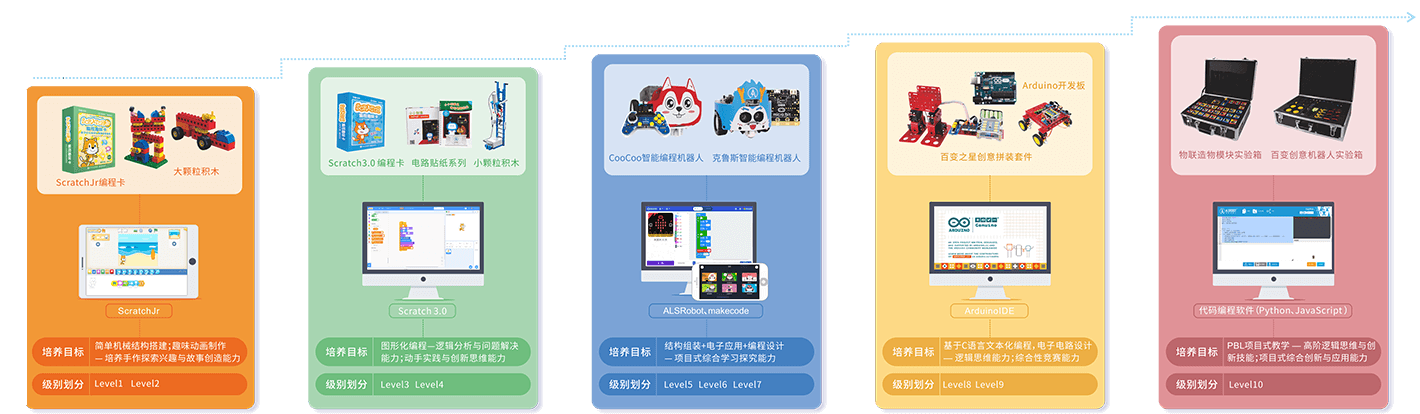 ScratchJr编程卡
大颗粒积木
ScratchJr
培养目标
简单机械结构搭建;趣味动画制作
— 培养手作探索兴趣与故事创造能力
级别划分
Level1 Level2
Scratch3.0 编程卡
电路贴纸系列
小颗粒积木
Scratch 3.0
培养目标
图形化编程—逻辑分析与问题解决
能力;动手实践与创新思维能力
级别划分
Level3 Level4
CooCoo智能编程机器人
克鲁斯智能编程机器人
ALSRobot、makecode
培养目标
结构组装+电子应用+编程设计
— 项目式综合学习探究能力
级别划分
Level5 Level6 Level7
Arduino开发板
百变之星创意拼装套件
ARDUINO
Genuino
ArduinoIDE
培养目标
基于C语言文本化编程,电子电路设计
— 逻辑思维能力;综合性竞赛能力
级别划分
Level8 Level9
物联造物模块实验箱
百变创意机器人实验箱
代码编程软件(Python、JavaScript)
培养目标
PBL项目式教学 — 高阶逻辑思维与创
新技能;项目式综合创新与应用能力
级别划分
Level10